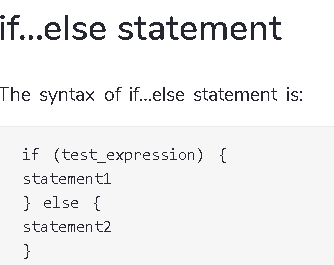 if...else statement
The syntax of if...else statement is:
if (test_expression) {
statement1
} else {
statement2
}